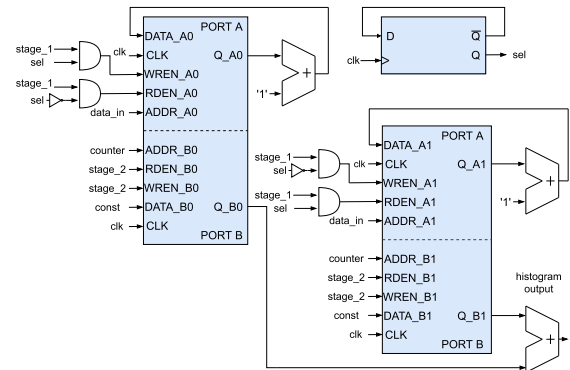 PORT A
DATA_A0
stage_1
sel
clk
CLK
Q_A0
WREN_A0
+
stage_1
sel
RDEN_A0
'1'
data_in
ADDR_A0
counter
ADDR_B0
stage_2
RDEN_B0
stage_2
WREN_B0
const
DATA_B0
Q_B0
clk
CLK
PORT B
D
Q
Q
sel
clk
PORT A
DATA_A1
stage_1
sel
clk
CLK
Q_A1
WREN_A1
+
stage_1
sel
RDEN_A1
'1'
data_in
ADDR_A1
counter
ADDR_B1
stage_2
RDEN_B1
stage_2
WREN_B1
const
DATA_B1
Q_B1
clk
CLK
PORT B
histogram
output
+